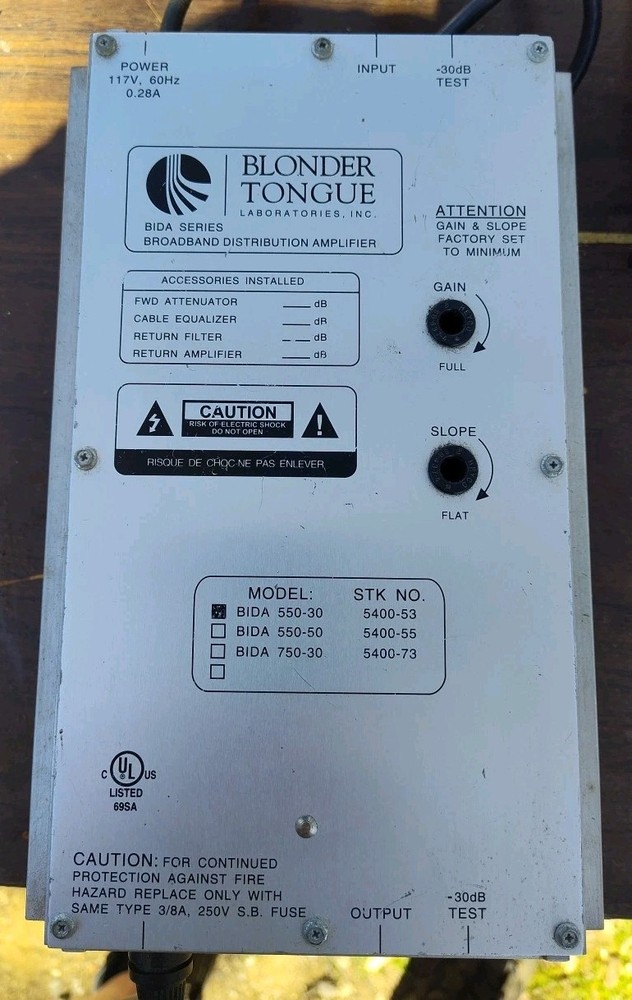 POWER
117V, 60Hz
0.28A
INPUT
-30dB
TEST
BLONDER
TONGUE
LABORATORIES, INC.
BIDA SERIES
BROADBAND DISTRIBUTION AMPLIFIER
ATTENTION
GAIN & SLOPE
FACTORY SET
TO MINIMUM
ACCESSORIES INSTALLED
FWD ATTENUATOR ___ dB
CABLE EQUALIZER ___ dB
RETURN FILTER _ __ dB
RETURN AMPLIFIER ___ dB
GAIN
FULL
CAUTION
RISK OF ELECTRIC SHOCK
DO NOT OPEN
RISQUE DE CHOC-NE PAS ENLEVER
SLOPE
FLAT
MODEL: STK NO.
BIDA 550-30 5400-53
BIDA 550-50 5400-55
BIDA 750-30 5400-73
C UL US
LISTED
69SA
CAUTION: FOR CONTINUED
PROTECTION AGAINST FIRE
HAZARD REPLACE ONLY WITH
SAME TYPE 3/8A, 250V S.B. FUSE
OUTPUT
-30dB
TEST